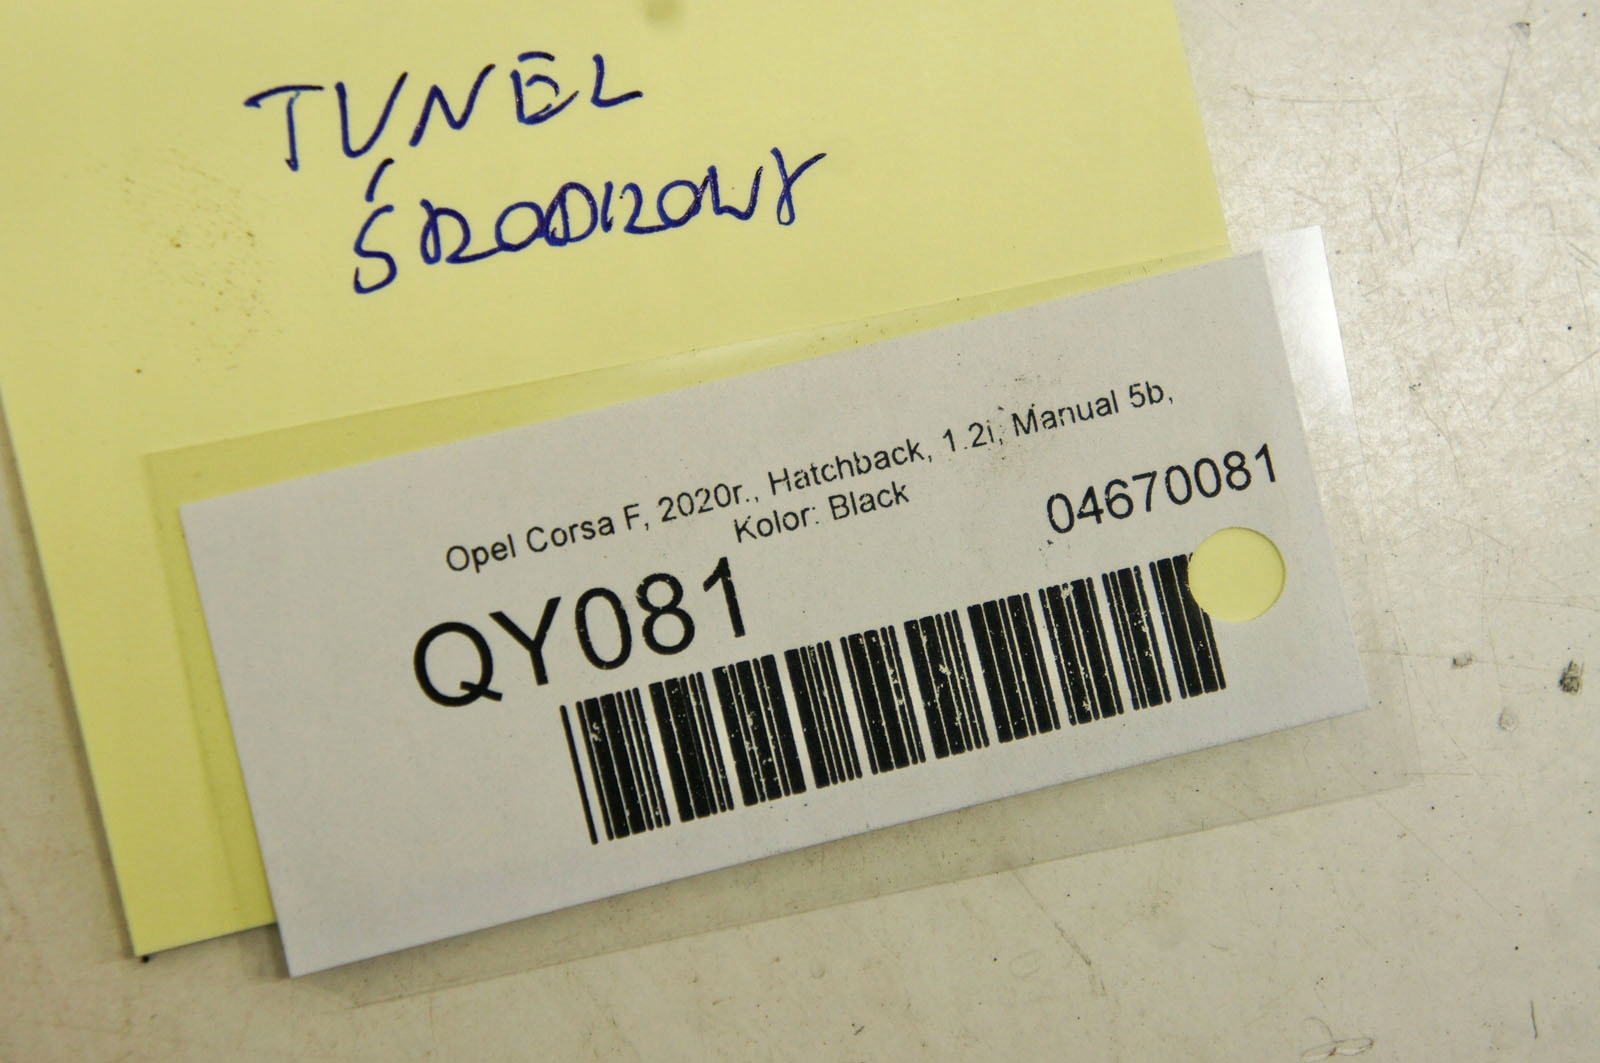 TUNEL
ŚRODKOWY
Opel Corsa F, 2020r., Hatchback, 1.2i, Manual 5b,
Kolor: Black
04670081
QY081